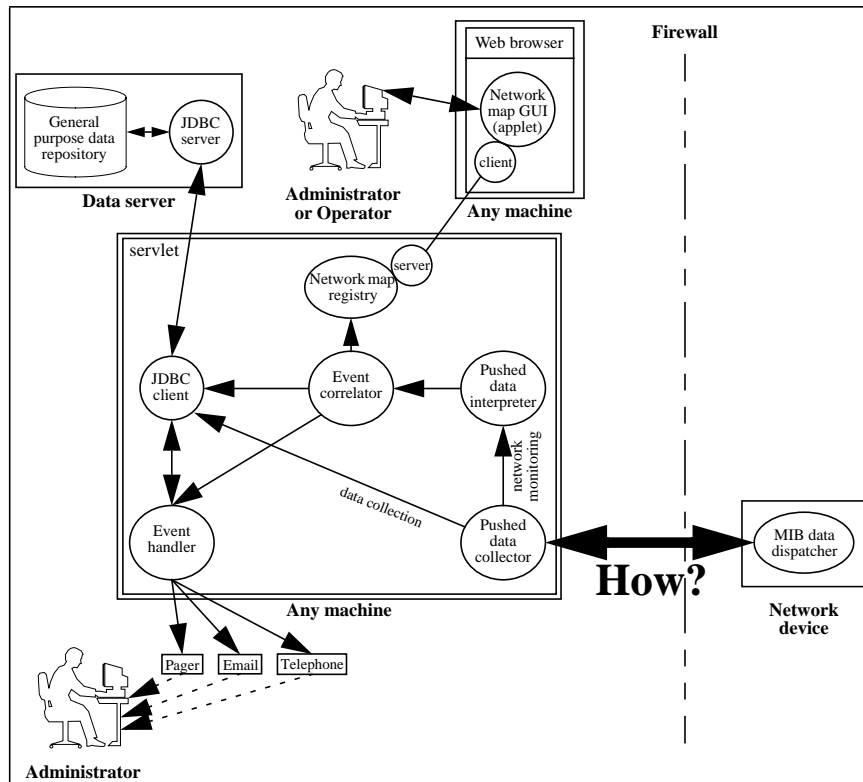 Web browser
Firewall
General
purpose data
repository
JDBC
server
Network
map GUI
(applet)
client
Data server
Administrator
or Operator
Any machine
servlet
server
Network map
registry
JDBC
client
Event
correlator
Pushed
data
interpreter
network
monitoring
data collection
Event
handler
Pushed
data
collector
MIB data
dispatcher
How?
Any machine
Network
device
Pager
Email
Telephone
Administrator